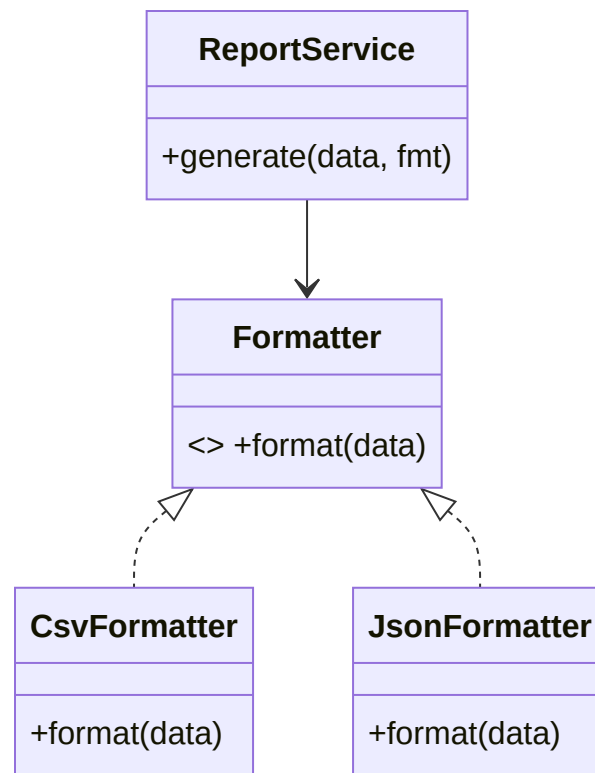 ReportService
+generate(data, fmt)
Formatter
<> +format(data)
CsvFormatter
+format(data)
JsonFormatter
+format(data)